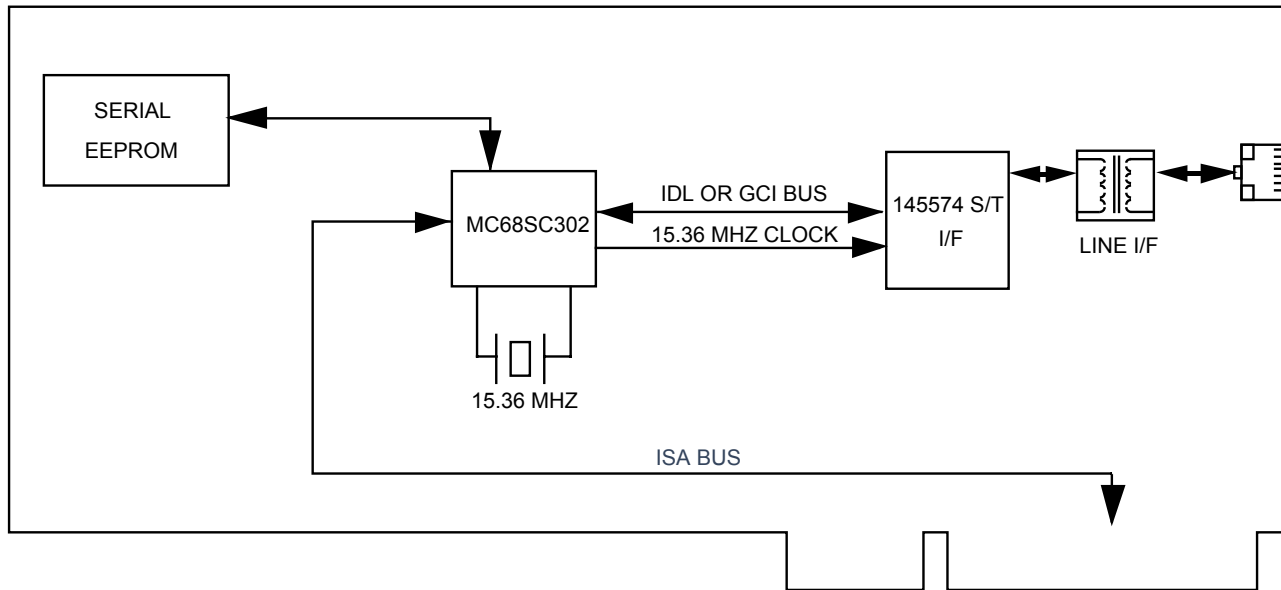 SERIAL
EEPROM
MC68SC302
IDL OR GCI BUS
15.36 MHZ CLOCK
145574 S/T
I/F
LINE I/F
15.36 MHZ
ISA BUS